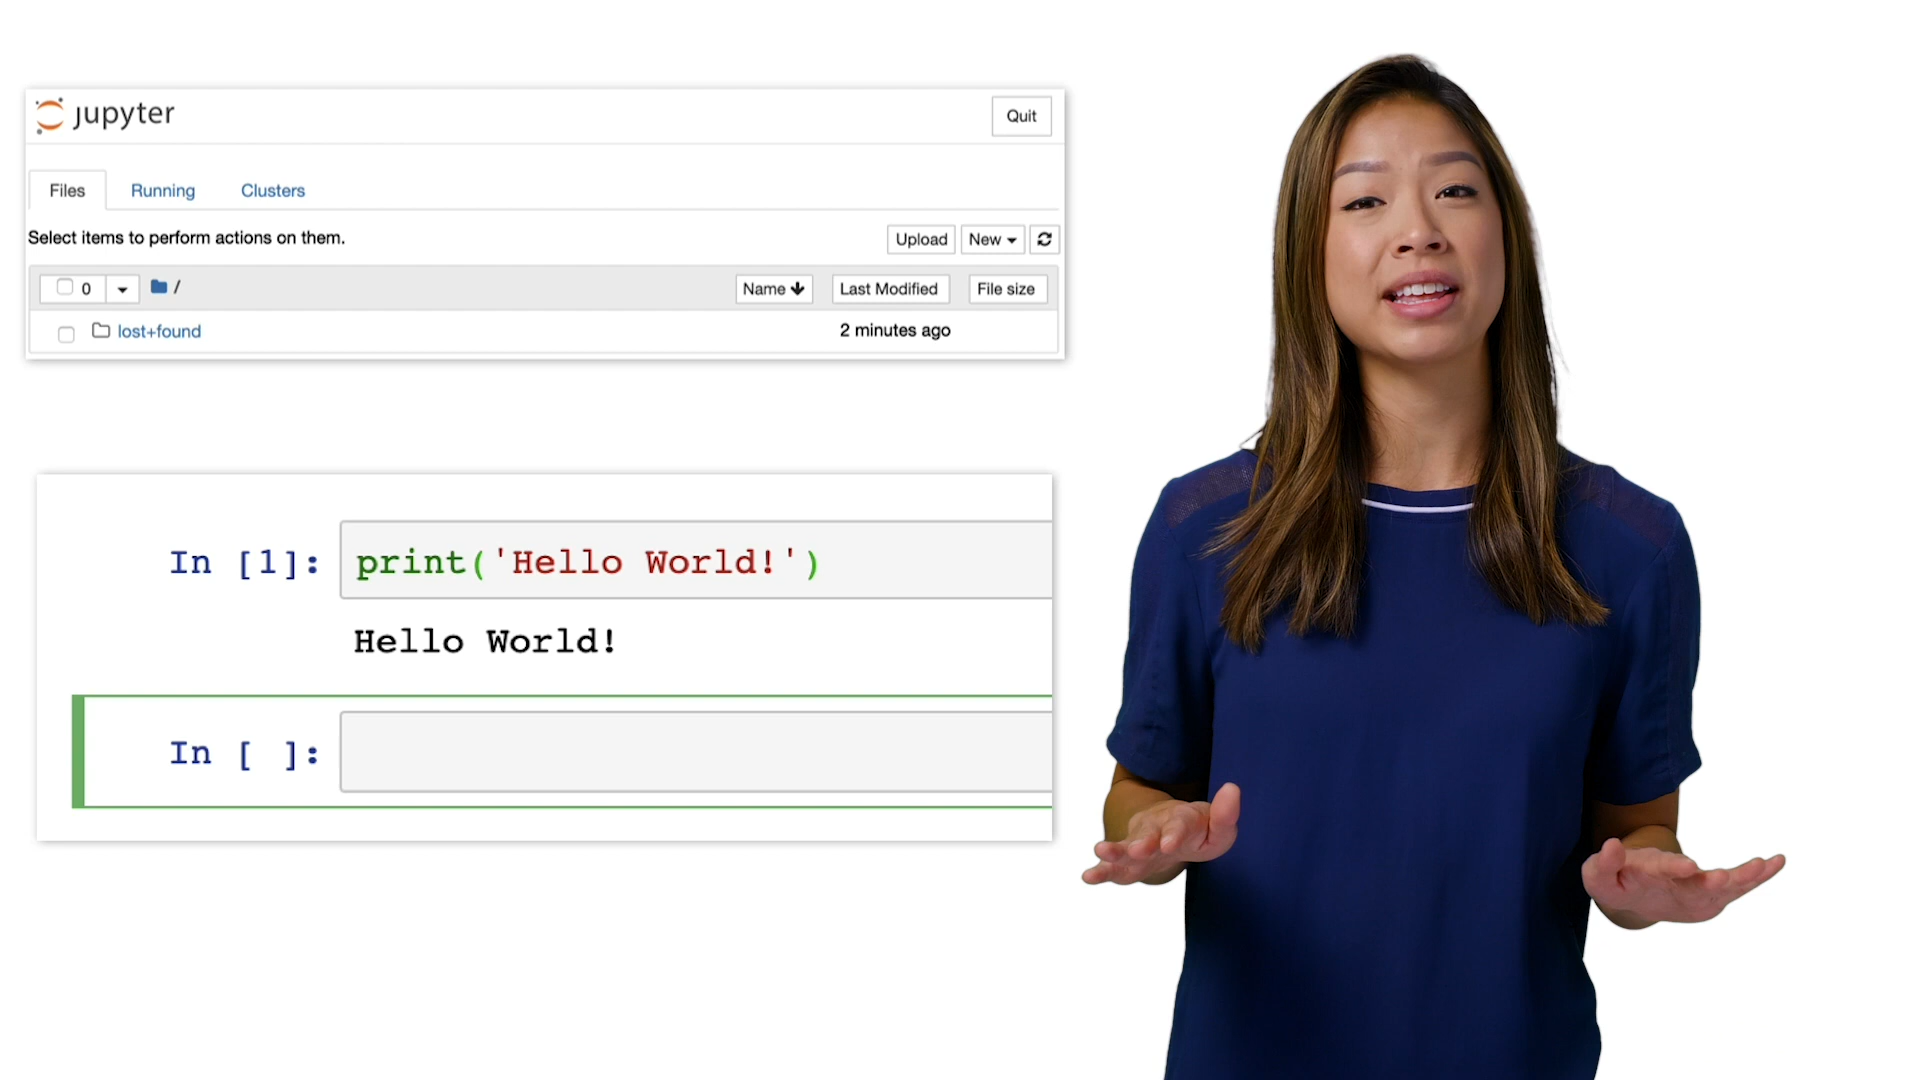 jupyter
Quit
Files Running Clusters
Select items to perform actions on them.
Upload New
0 / Name Last Modified File size
lost+found 2 minutes ago
In [1]: print('Hello World!')
Hello World!
In [ ]: